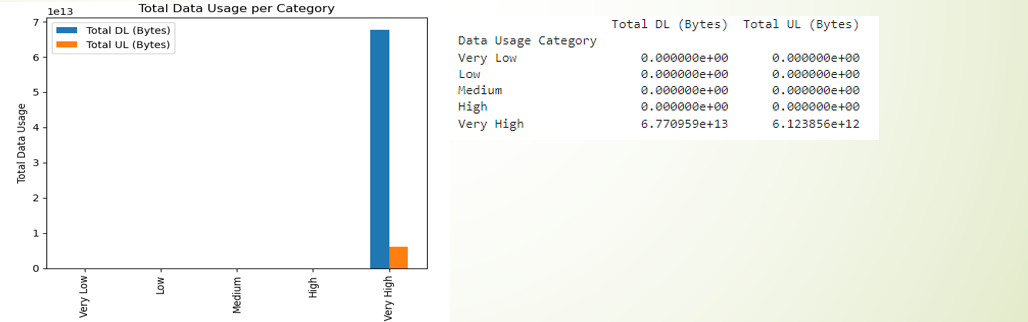 Total Data Usage per Category
1e13
Total DL (Bytes)
Total UL (Bytes)
7
6
5
4
3
2
1
0
Total Data Usage
Very Low
Low
Medium
High
Very High
Total DL (Bytes) Total UL (Bytes)
Data Usage Category
Very Low 0.000000e+00 0.000000e+00
Low 0.000000e+00 0.000000e+00
Medium 0.000000e+00 0.000000e+00
High 0.000000e+00 0.000000e+00
Very High 6.770959e+13 6.123856e+12